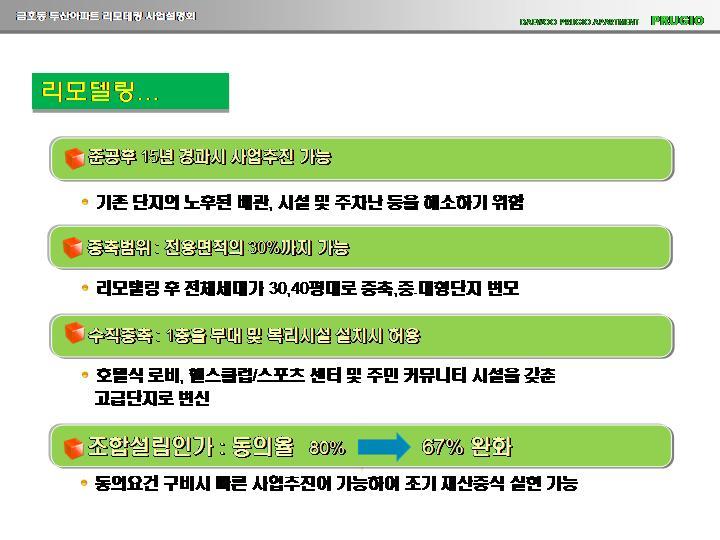 금호동 두산아파트 리모델링 사업설명회
DAEWOO PRUGIO APARTMENT PRUGIO
리모델링...
준공후 15년 경과시 사업추진 가능
기존 단지의 노후된 배관, 시설 및 주차난 등을 해소하기 위함
증축범위 : 전용면적의 30%까지 가능
리모델링 후 전체세대가 30,40평대로 증축,중.대형단지 변모
수직증축 : 1층을 부대 및 복리시설 설치시 허용
호텔식 로비, 헬스클럽/스포츠 센터 및 주민 커뮤니티 시설을 갖춘
고급단지로 변신
조합설립인가 : 동의율 80% 67% 완화
동의요건 구비시 빠른 사업추진이 가능하여 조기 재산증식 실현 가능